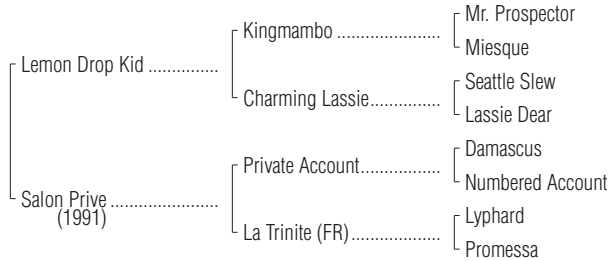 Mr. Prospector
Kingmambo ..................
Miesque
Lemon Drop Kid ...............
Seattle Slew
Charming Lassie...............
Lassie Dear
Damascus
Private Account.................
Numbered Account
Salon Prive .......................
(1991)
Lyphard
La Trinite (FR) ...................
Promessa